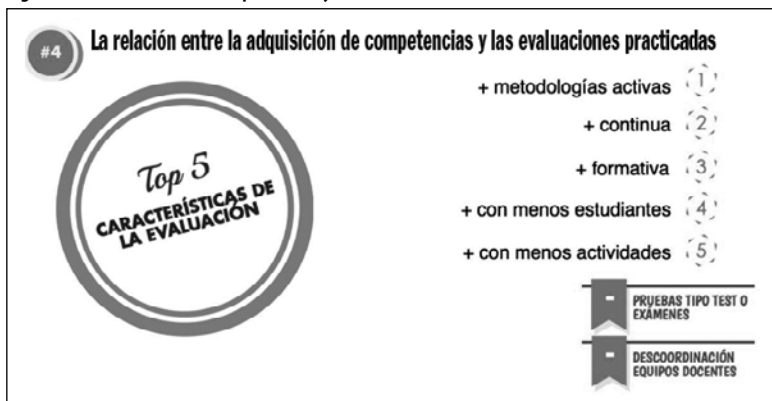 #4
La relación entre la adquisición de competencias y las evaluaciones practicadas
Top 5
CARACTERÍSTICAS DE
LA EVALUACIÓN
+ metodologías activas 1
+ continua 2
+ formativa 3
+ con menos estudiantes 4
+ con menos actividades 5
- PRUEBAS TIPO TEST O
EXÁMENES
- DESCOORDINACIÓN
EQUIPOS DOCENTES